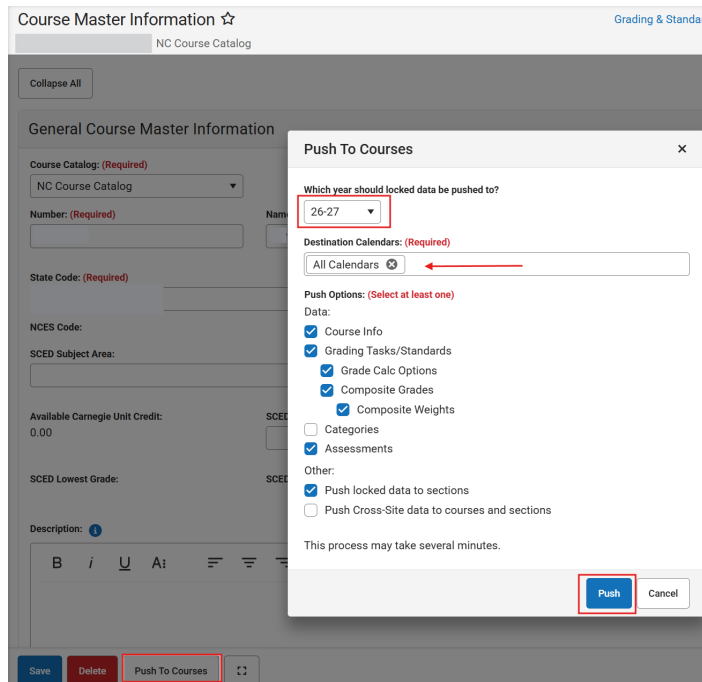 Course Master Information
Grading & Standa
NC Course Catalog
Collapse All
General Course Master Information
Course Catalog: (Required)
NC Course Catalog
Number: (Required)
Nam
State Code: (Required)
NCES Code:
SCED Subject Area:
Available Carnegie Unit Credit:
SCED
0.00
SCED Lowest Grade:
SCED
Description:
B i U A
Save
Delete
Push To Courses
Push To Courses
Which year should locked data be pushed to?
26-27
Destination Calendars: (Required)
All Calendars
Push Options: (Select at least one)
Data:
Course Info
Grading Tasks/Standards
Grade Calc Options
Composite Grades
Composite Weights
Categories
Assessments
Other:
Push locked data to sections
Push Cross-Site data to courses and sections
This process may take several minutes.
Push
Cancel